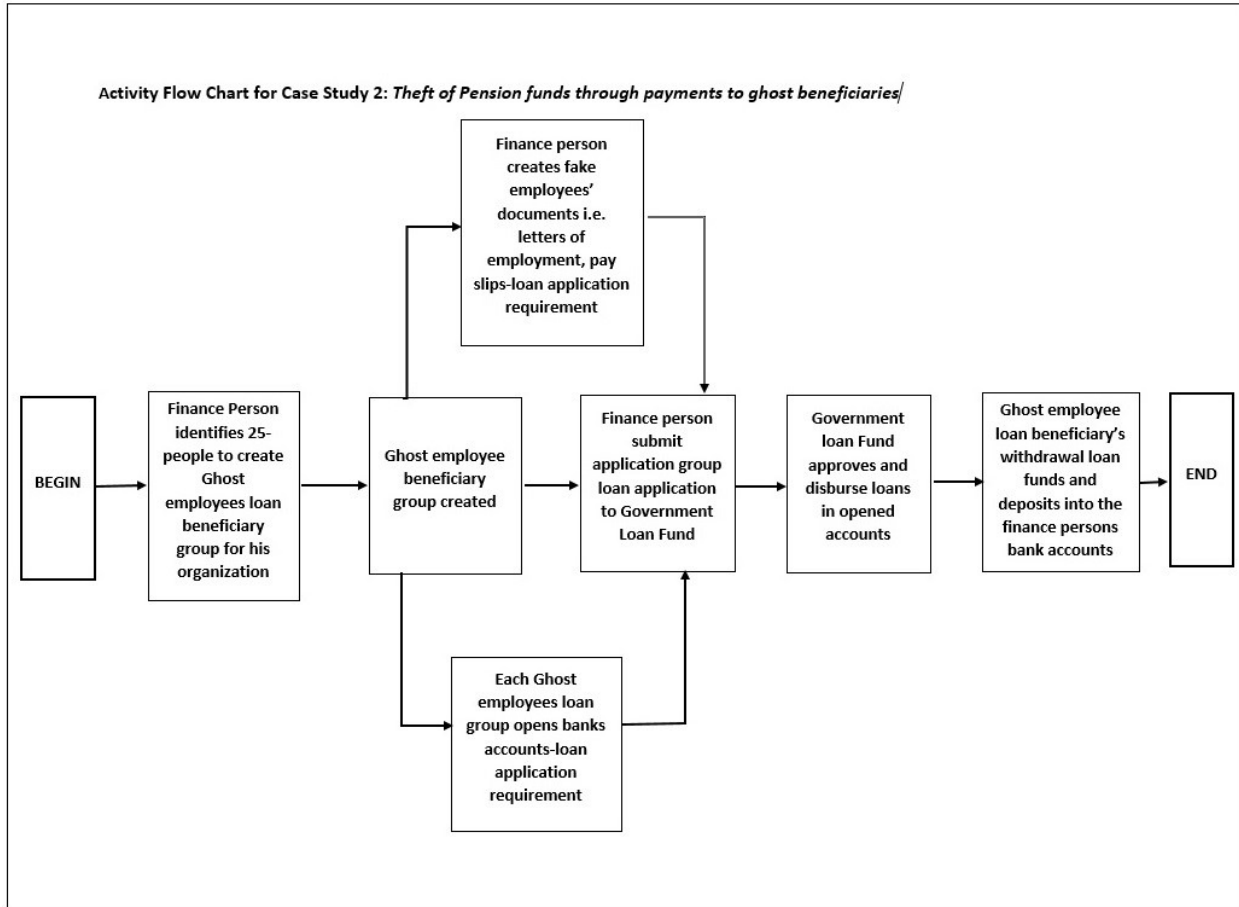 Activity Flow Chart for Case Study 2: Theft of Pension funds through payments to ghost beneficiaries
Finance person
creates fake
employees’
documents i.e.
letters of
employment, pay
slips-loan application
requirement
BEGIN
Finance Person
identifies 25-
people to create
Ghost
employees loan
beneficiary
group for his
organization
Ghost employee
beneficiary
group created
Finance person
submit
application group
loan application
to Government
Loan Fund
Government
loan Fund
approves and
disburse loans
in opened
accounts
Ghost employee
loan beneficiary’s
withdrawal loan
funds and
deposits into the
finance persons
bank accounts
END
Each Ghost
employees loan
group opens banks
accounts-loan
application
requirement